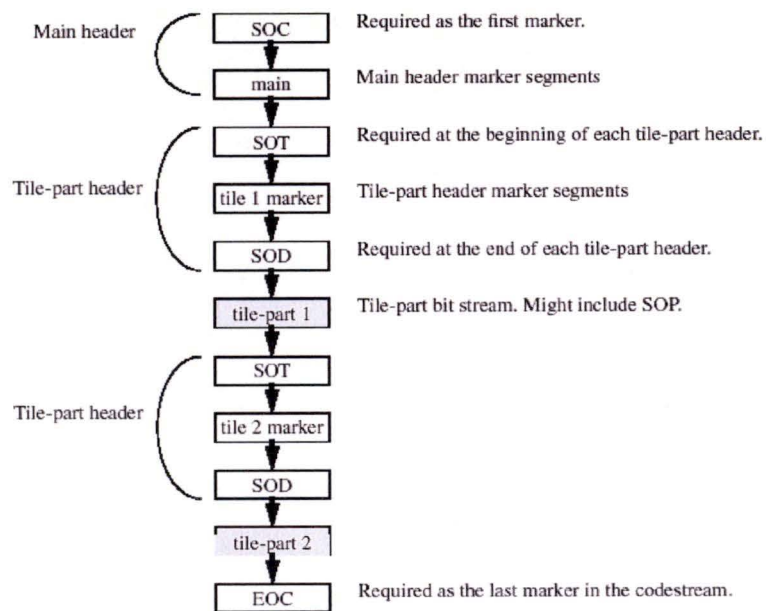 Main header
SOC
Required as the first marker.
main
Main header marker segments
SOT
Required at the beginning of each tile-part header.
Tile-part header
tile 1 marker
Tile-part header marker segments
SOD
Required at the end of each tile-part header.
tile-part 1
Tile-part bit stream. Might include SOP.
SOT
Tile-part header
tile 2 marker
SOD
tile-part 2
EOC
Required as the last marker in the codestream.